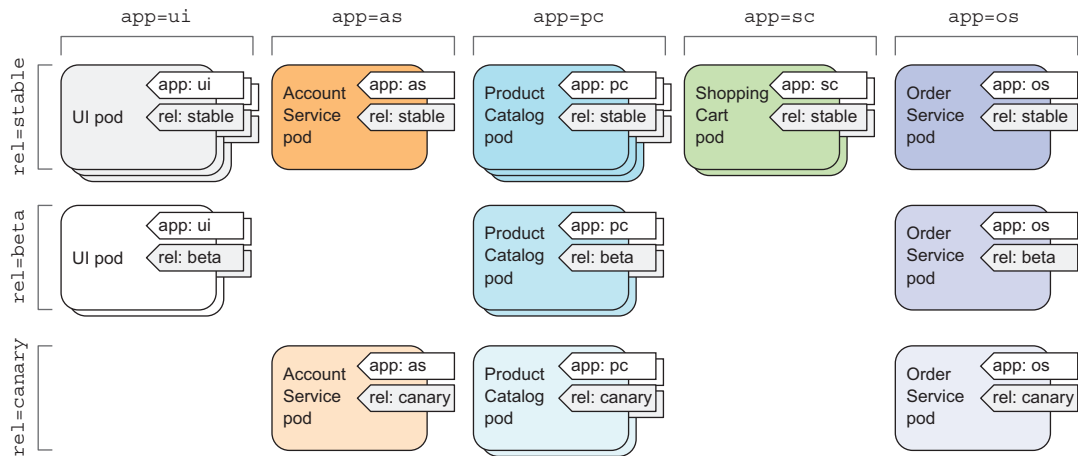 app=ui
app=as
app=pc
app=sc
app=os
rel=stable
UI pod
app: ui
rel: stable
Account
Service
pod
app: as
rel: stable
Product
Catalog
pod
app: pc
rel: stable
Shopping
Cart
pod
app: sc
rel: stable
Order
Service
pod
app: os
rel: stable
rel=beta
UI pod
app: ui
rel: beta
Product
Catalog
pod
app: pc
rel: beta
Order
Service
pod
app: os
rel: beta
rel=canary
Account
Service
pod
app: as
rel: canary
Product
Catalog
pod
app: pc
rel: canary
Order
Service
pod
app: os
rel: canary